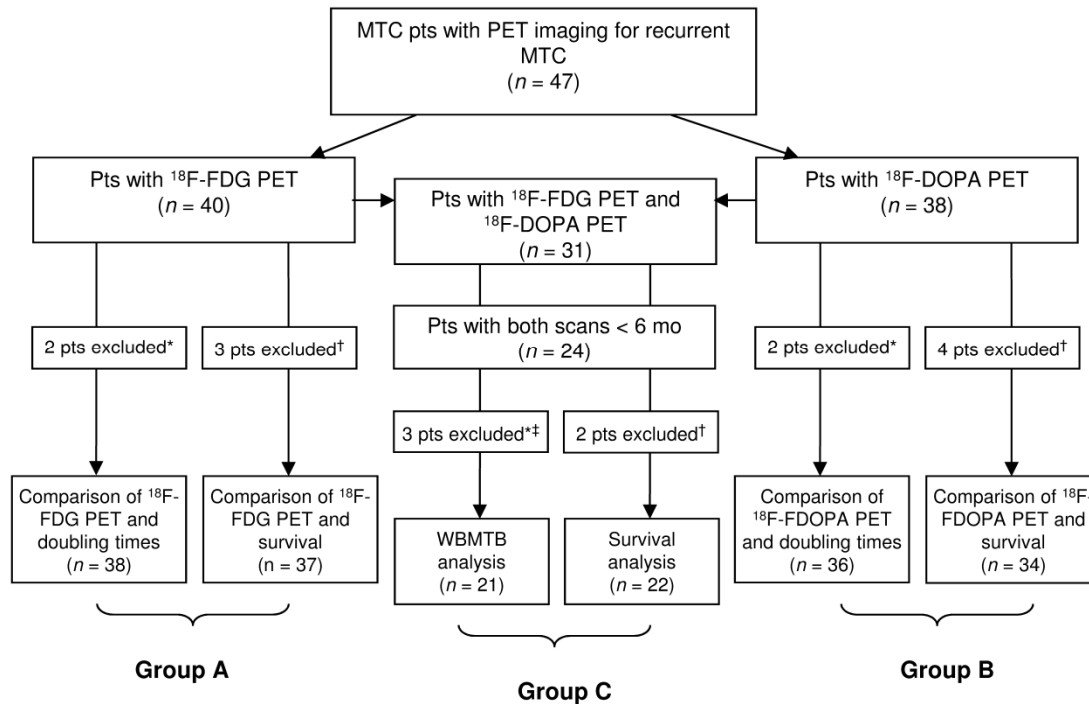 MTC pts with PET imaging for recurrent
MTC
(n = 47)
Pts with ¹⁸F-FDG PET
(n = 40)
Pts with ¹⁸F-FDG PET and
¹⁸F-DOPA PET
(n = 31)
Pts with ¹⁸F-DOPA PET
(n = 38)
2 pts excluded*
3 pts excluded†
Pts with both scans < 6 mo
(n = 24)
2 pts excluded*
4 pts excluded†
3 pts excluded*‡
2 pts excluded†
Comparison of ¹⁸F-
FDG PET and
doubling times
(n = 38)
Comparison of ¹⁸F-
FDG PET and
survival
(n = 37)
WBMTB
analysis
(n = 21)
Survival
analysis
(n = 22)
Comparison of
¹⁸F-FDOPA PET
and doubling times
(n = 36)
Comparison of ¹⁸F-
FDOPA PET and
survival
(n = 34)
Group A
Group C
Group B